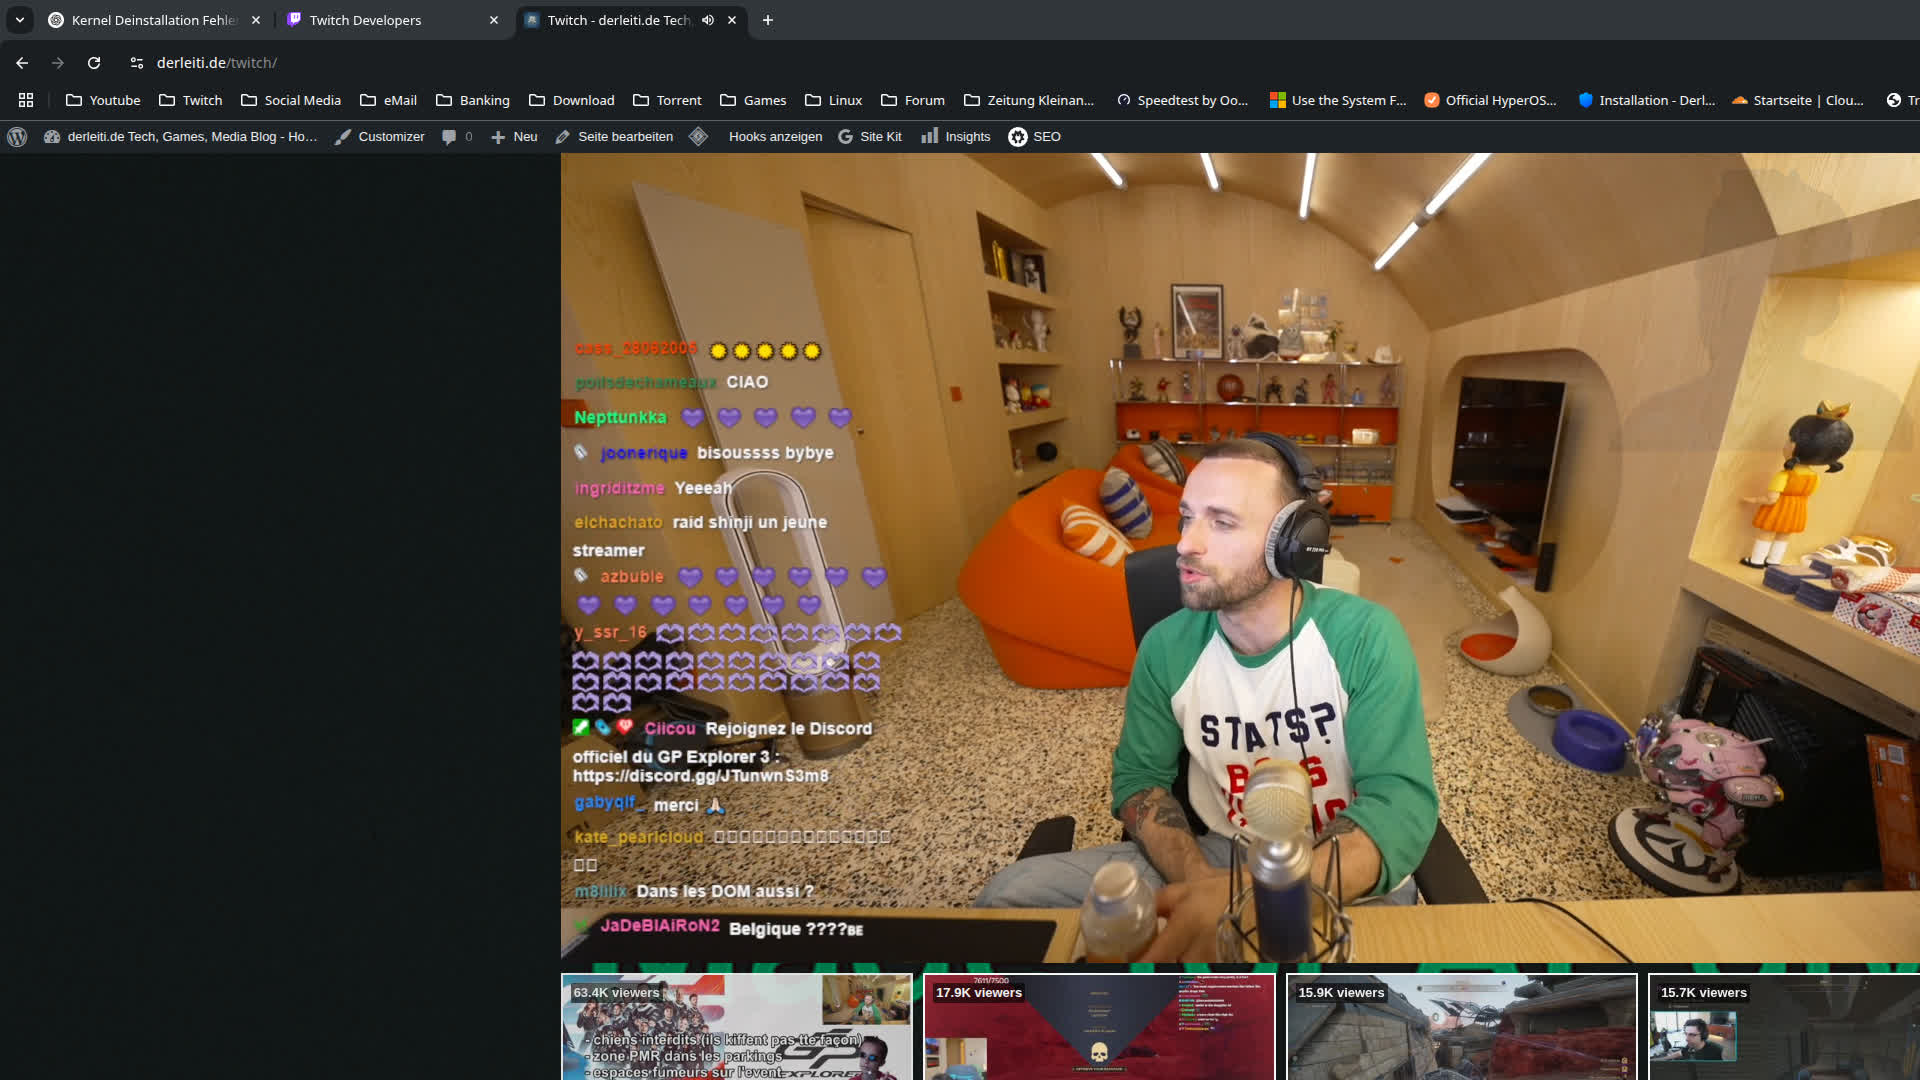 Kernel Deinstallation Fehle
Twitch Developers
Twitch - derleiti.de Tech,
derleiti.de/twitch/
Youtube
Twitch
Social Media
eMail
Banking
Download
Torrent
Games
Linux
Forum
Zeitung Kleinan...
Speedtest by Oo...
Use the System F...
Official HyperOS...
Installation - Derl...
Startseite | Clou...
Tr
derleiti.de Tech, Games, Media Blog - Ho...
Customizer
0
Neu
Seite bearbeiten
Hooks anzeigen
Site Kit
Insights
SEO
poilsdechameaux CIAO
Nepttunkka
joonerique bisoussss bybye
ingriditzme Yeeeah
elchachato raid shinji un jeune
streamer
azbuble
y_ssr_16
Ciicou Rejoignez le Discord
officiel du GP Explorer 3 :
https://discord.gg/JTunwnS3m8
gabyqlf_ merci
kate_pearlcloud
m8lilix Dans les DOM aussi ?
JaDeBlAiRoN2 Belgique ????BE
STATS?
63.4K viewers
- chiens interdits (ils kiffent pas tte façon)
- zone PMR dans les parkings
- espaces fumeurs sur l'event
GP
EXPLORER
7611/7500
17.9K viewers
15.9K viewers
15.7K viewers